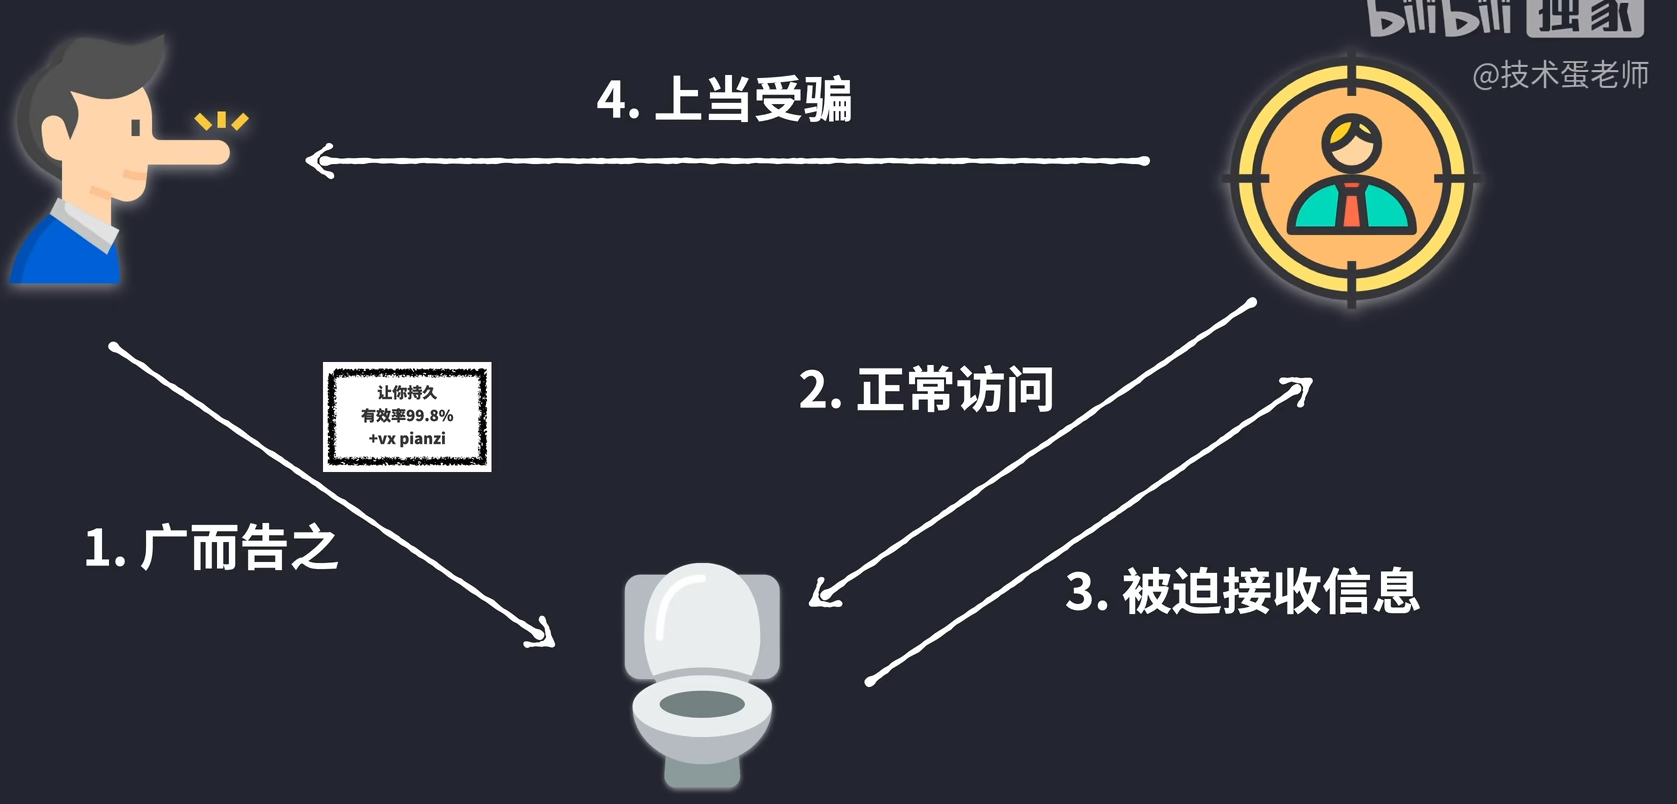 bilibili 独家
@技术蛋老师
4. 上当受骗
让你持久
有效率99.8%
+vx pianzi
2. 正常访问
1. 广而告之
3. 被迫接收信息